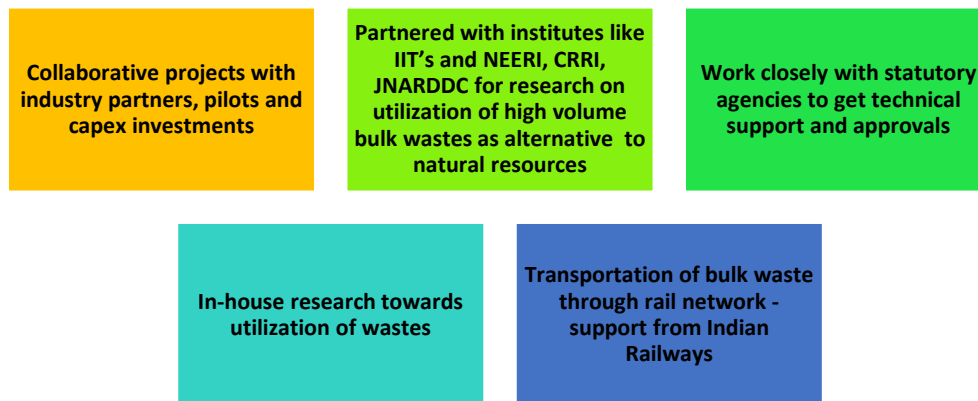 Collaborative projects with
industry partners, pilots and
capex investments
Partnered with institutes like
IIT's and NEERI, CRRI,
JNARDDC for research on
utilization of high volume
bulk wastes as alternative to
natural resources
Work closely with statutory
agencies to get technical
support and approvals
In-house research towards
utilization of wastes
Transportation of bulk waste
through rail network -
support from Indian
Railways